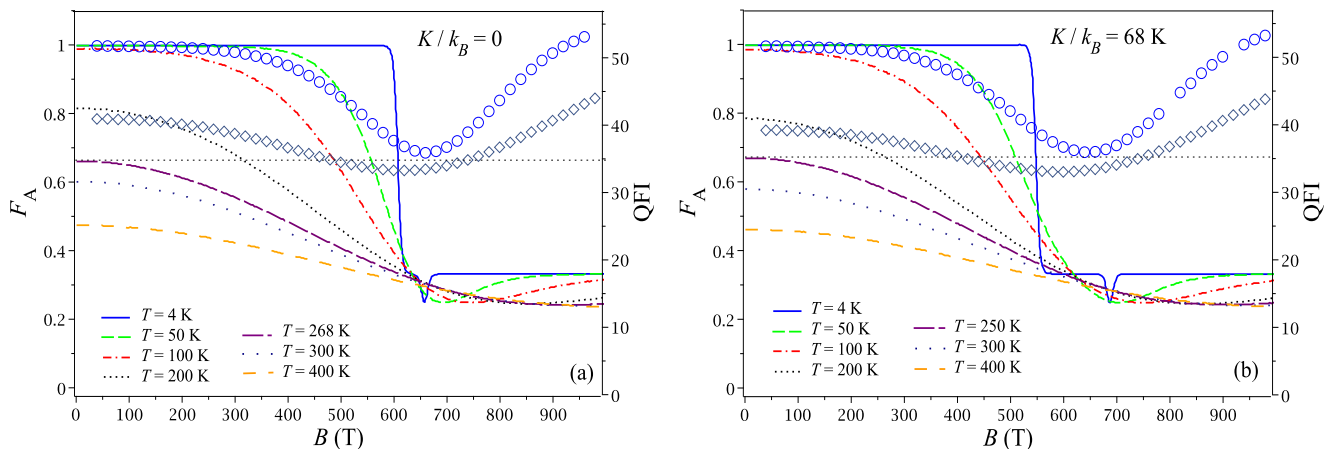 K / k_B = 0
1
0.8
0.6
0.4
0.2
0
F_A
50
40
30
20
10
0
QFI
T = 4 K
T = 50 K
T = 100 K
T = 200 K
T = 268 K
T = 300 K
T = 400 K
(a)
0 100 200 300 400 500 600 700 800 900
B (T)
K / k_B = 68 K
1
0.8
0.6
0.4
0.2
0
F_A
50
40
30
20
10
0
QFI
T = 4 K
T = 50 K
T = 100 K
T = 200 K
T = 250 K
T = 300 K
T = 400 K
(b)
0 100 200 300 400 500 600 700 800 900
B (T)